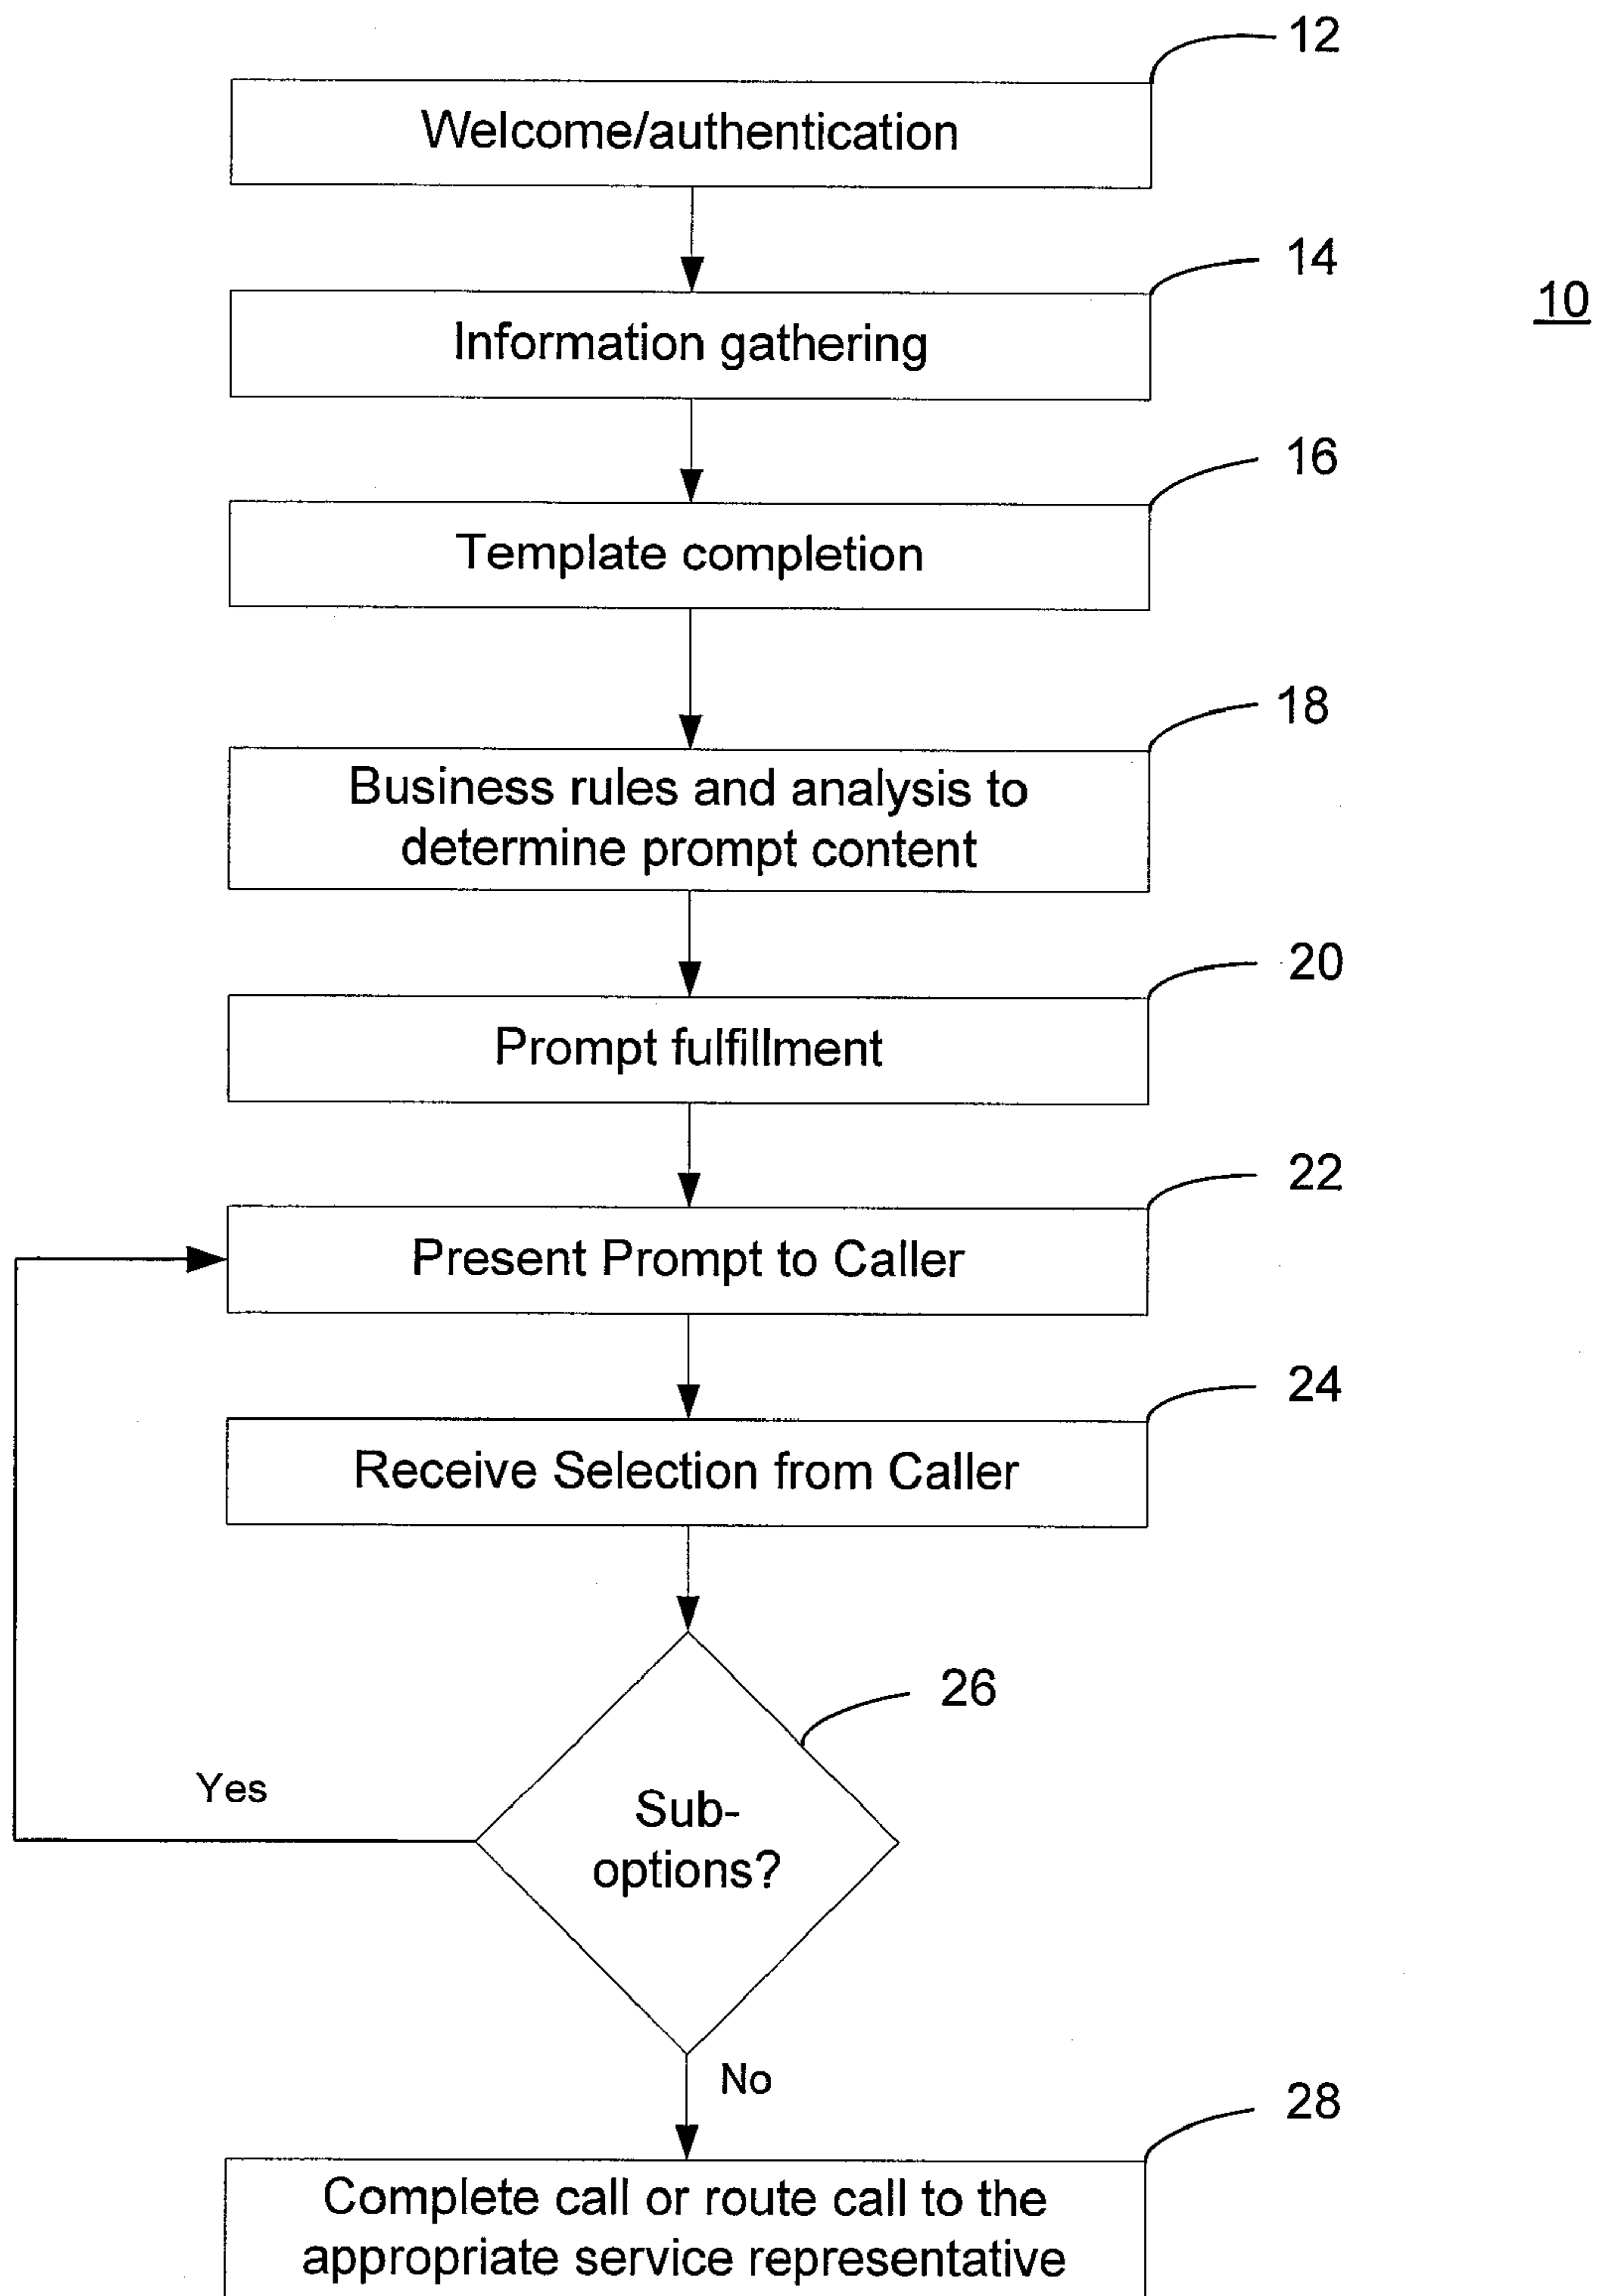 12
Welcome/authentication
14
10
Information gathering
16
Template completion
18
Business rules and analysis to
determine prompt content
20
Prompt fulfillment
22
Present Prompt to Caller
24
Receive Selection from Caller
26
Yes
Sub-
options?
No
28
Complete call or route call to the
appropriate service representative